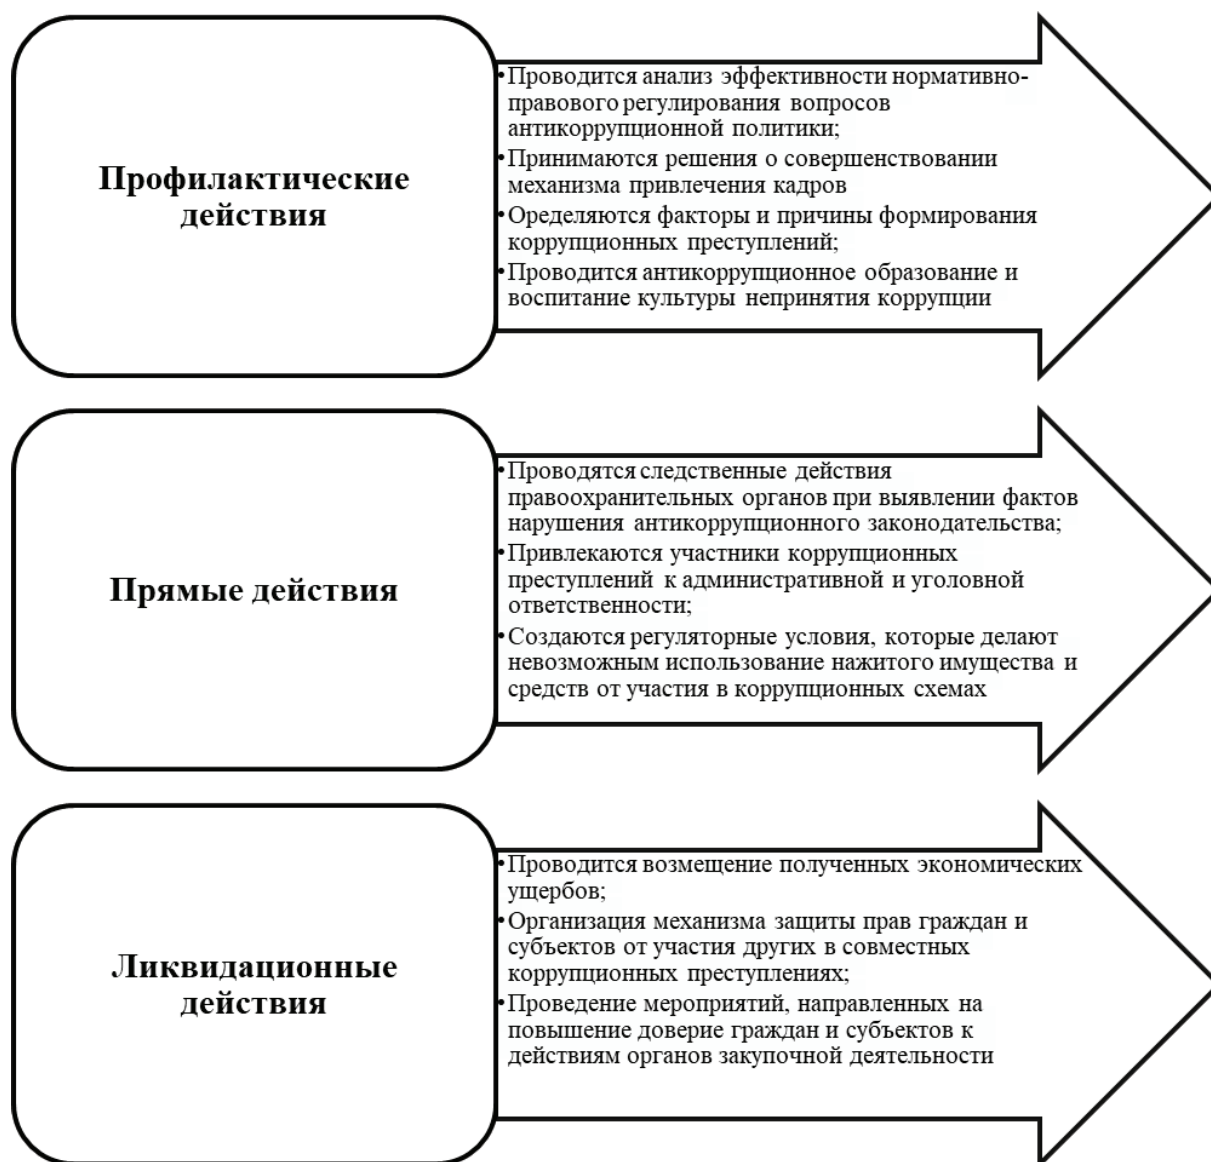 Профилактические
действия
•Проводится анализ эффективности нормативно-
правового регулирования вопросов
антикоррупционной политики;
•Принимаются решения о совершенствовании
механизма привлечения кадров
•Оределяются факторы и причины формирования
коррупционных преступлений;
•Проводится антикоррупционное образование и
воспитание культуры непринятия коррупции
Прямые действия
•Проводятся следственные действия
правоохранительных органов при выявлении фактов
нарушения антикоррупционного законодательства;
•Привлекаются участники коррупционных
преступлений к административной и уголовной
ответственности;
•Создаются регуляторные условия, которые делают
невозможным использование нажитого имущества и
средств от участия в коррупционных схемах
Ликвидационные
действия
•Проводится возмещение полученных экономических
ущербов;
•Организация механизма защиты прав граждан и
субъектов от участия других в совместных
коррупционных преступлениях;
•Проведение мероприятий, направленных на
повышение доверие граждан и субъектов к
действиям органов закупочной деятельности